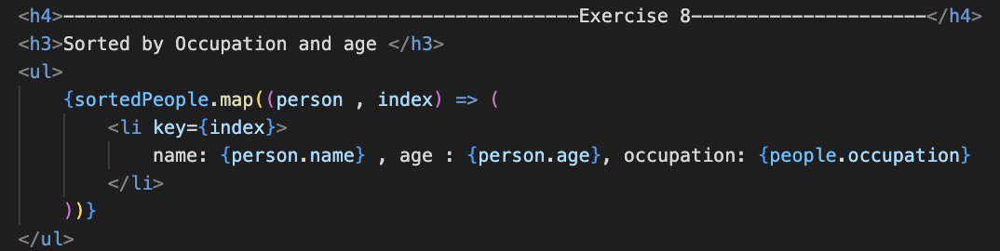 <h4>----------------------------------------------Exercise 8---------------------</h4>
<h3>Sorted by Occupation and age </h3>
<ul>
{sortedPeople.map((person , index) => (
<li key={index}>
name: {person.name} , age : {person.age}, occupation: {people.occupation}
</li>
))}
</ul>